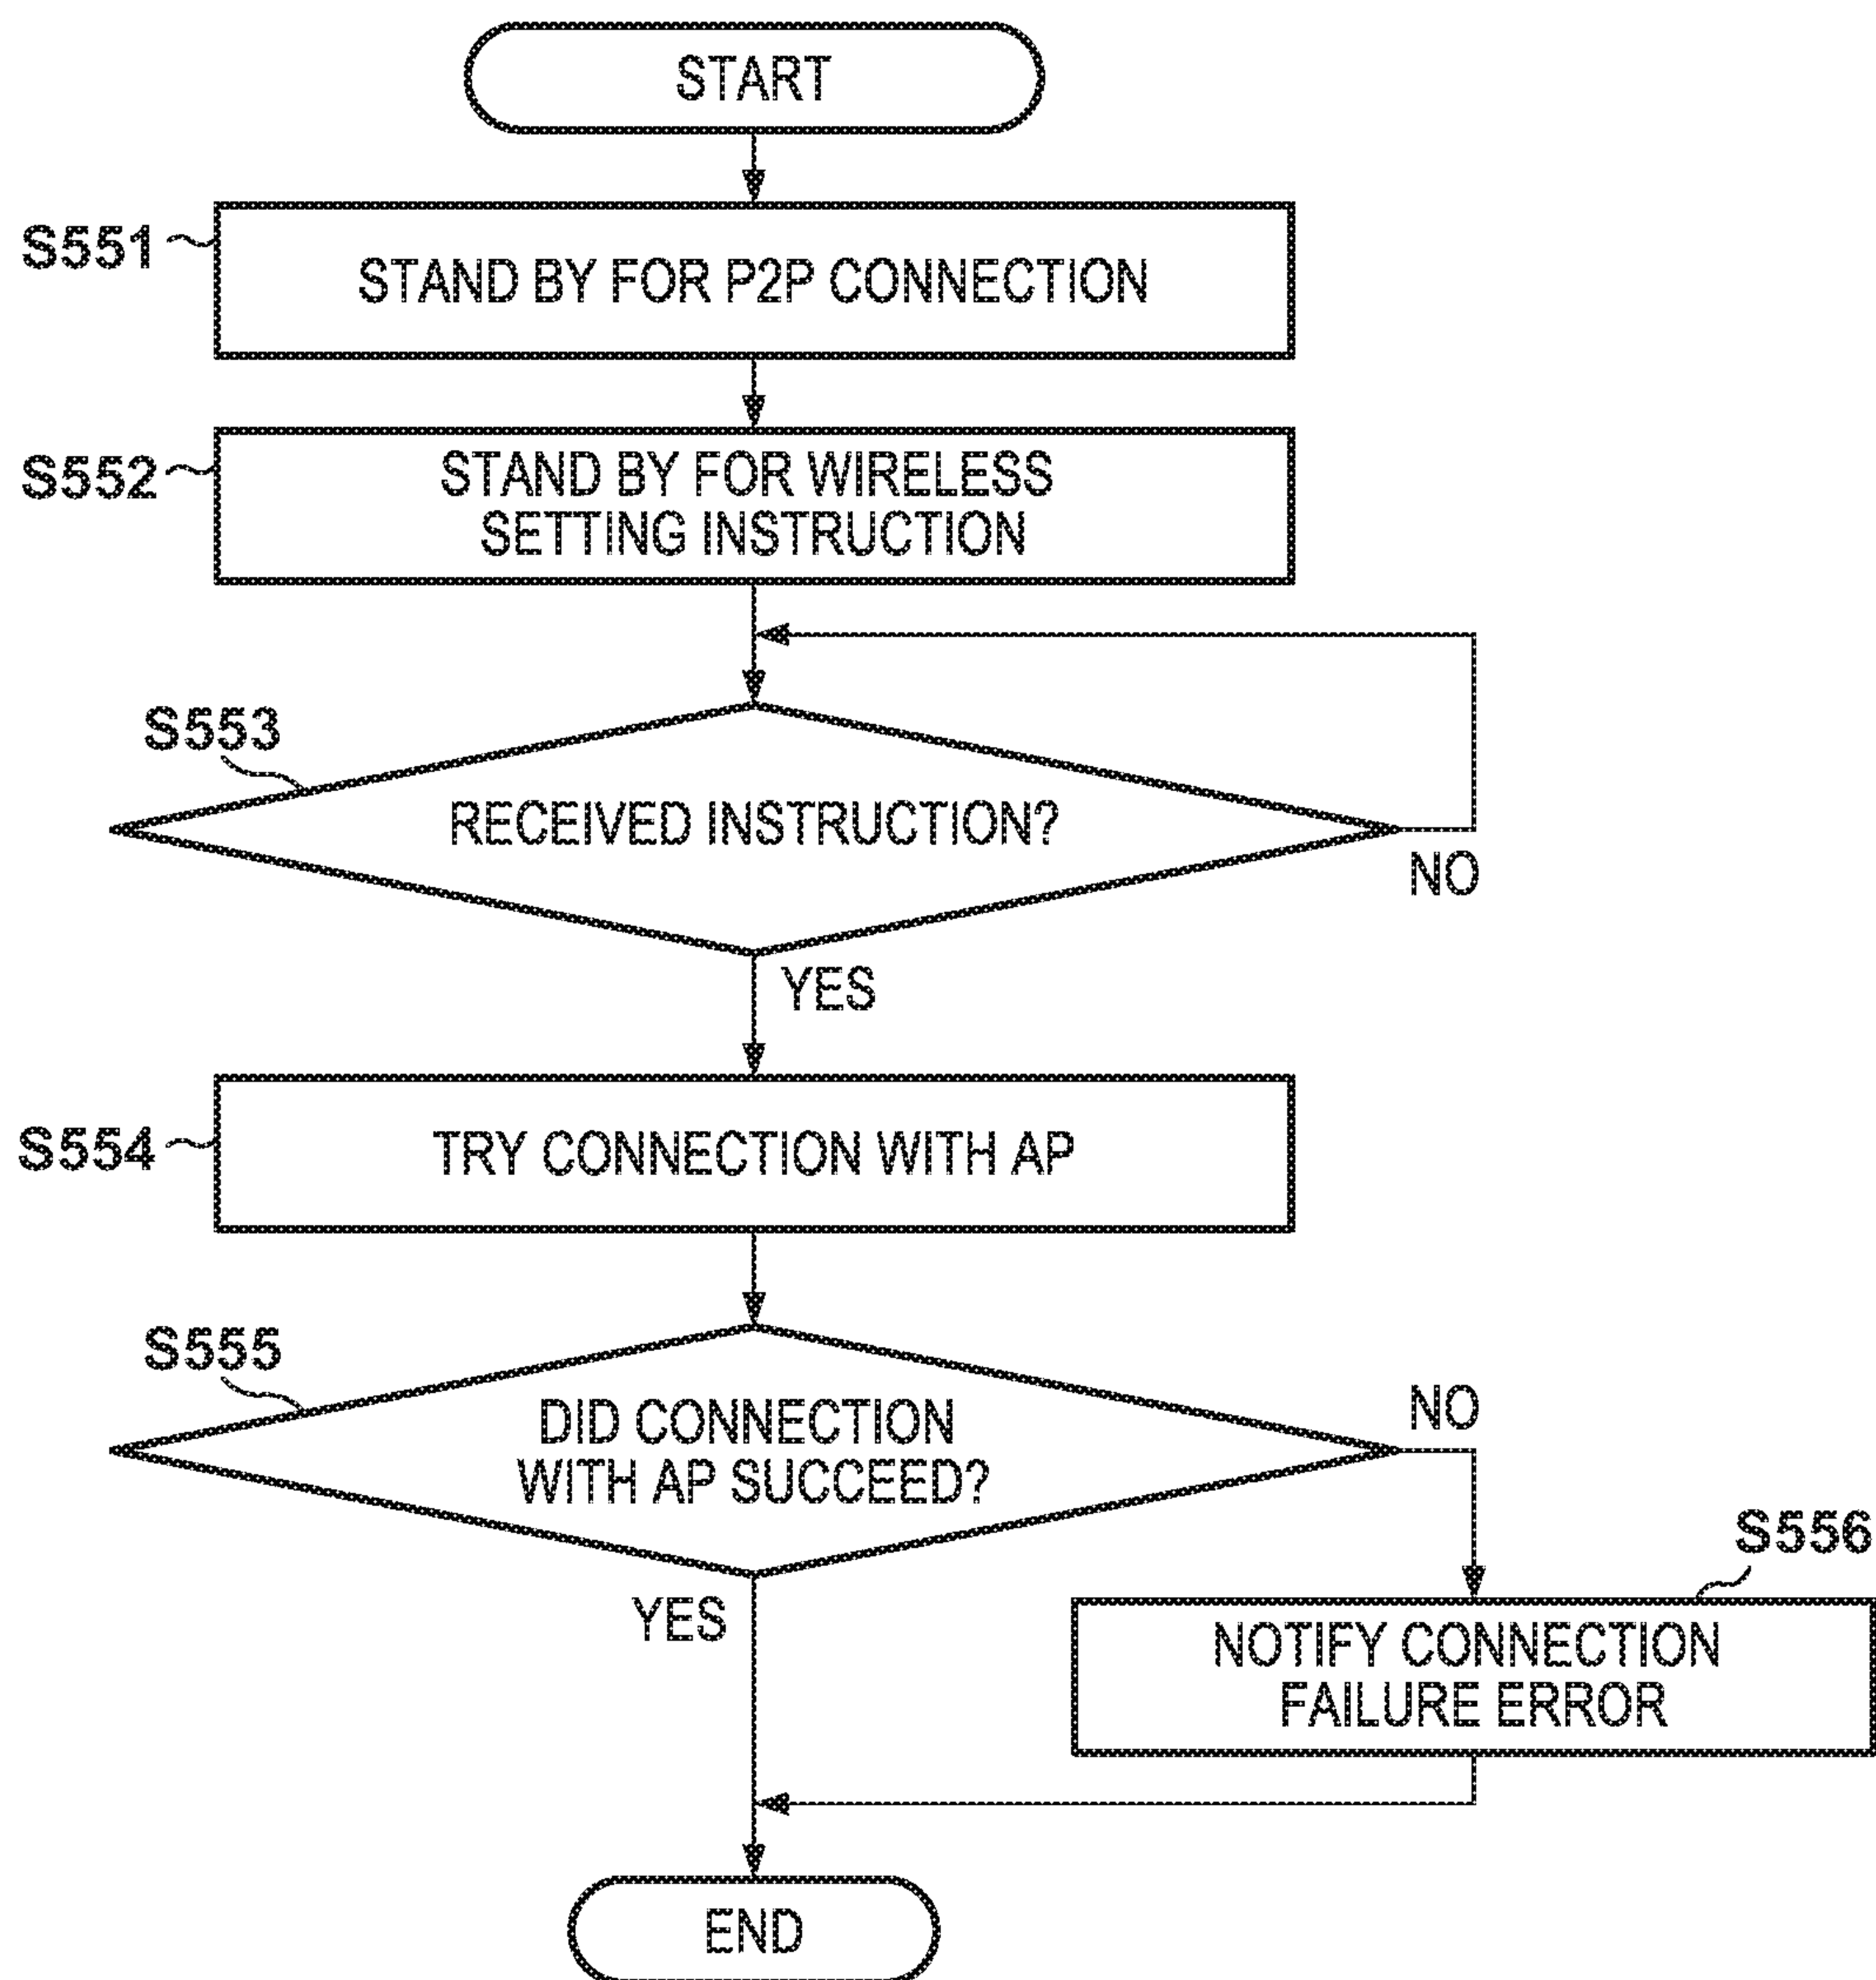 START
S551
STAND BY FOR P2P CONNECTION
S552
STAND BY FOR WIRELESS
SETTING INSTRUCTION
S553
RECEIVED INSTRUCTION?
NO
YES
S554
TRY CONNECTION WITH AP
S555
DID CONNECTION
WITH AP SUCCEED?
NO
YES
S556
NOTIFY CONNECTION
FAILURE ERROR
END